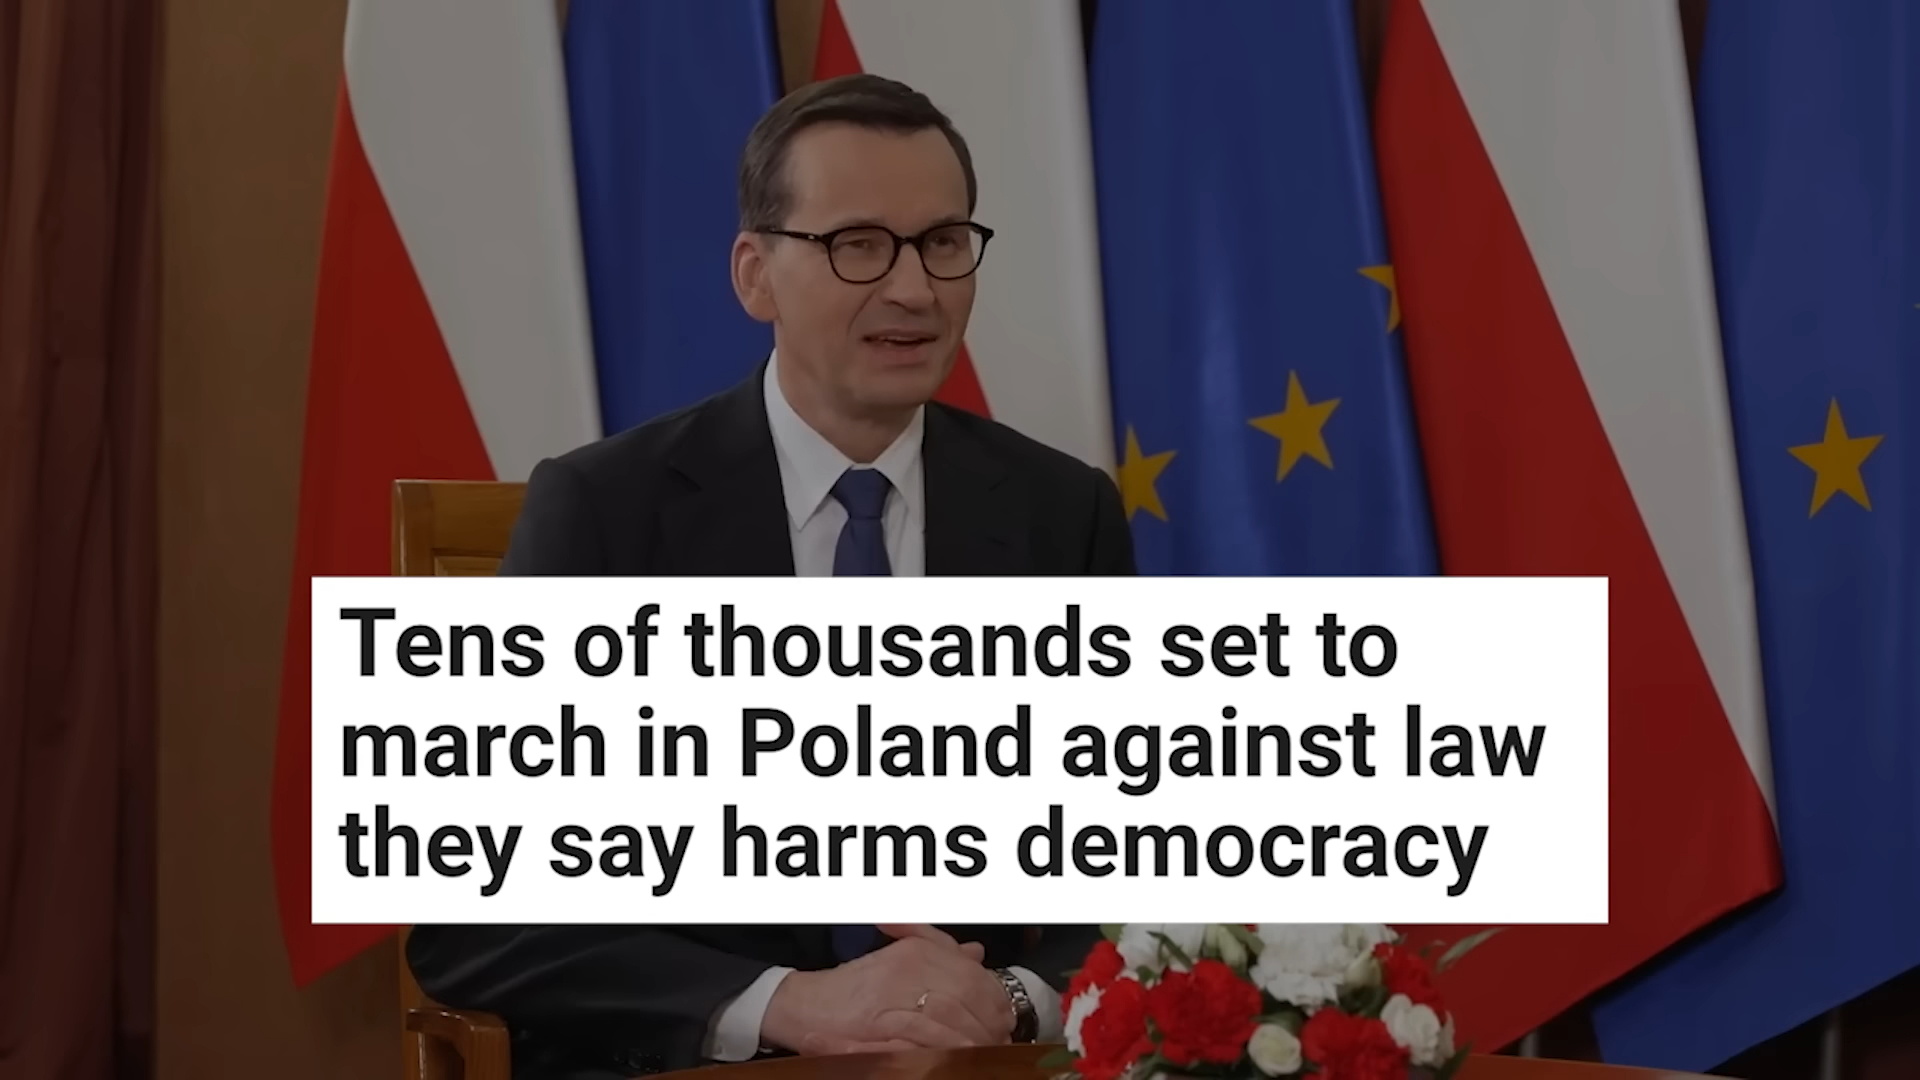 Tens of thousands set to
march in Poland against law
they say harms democracy